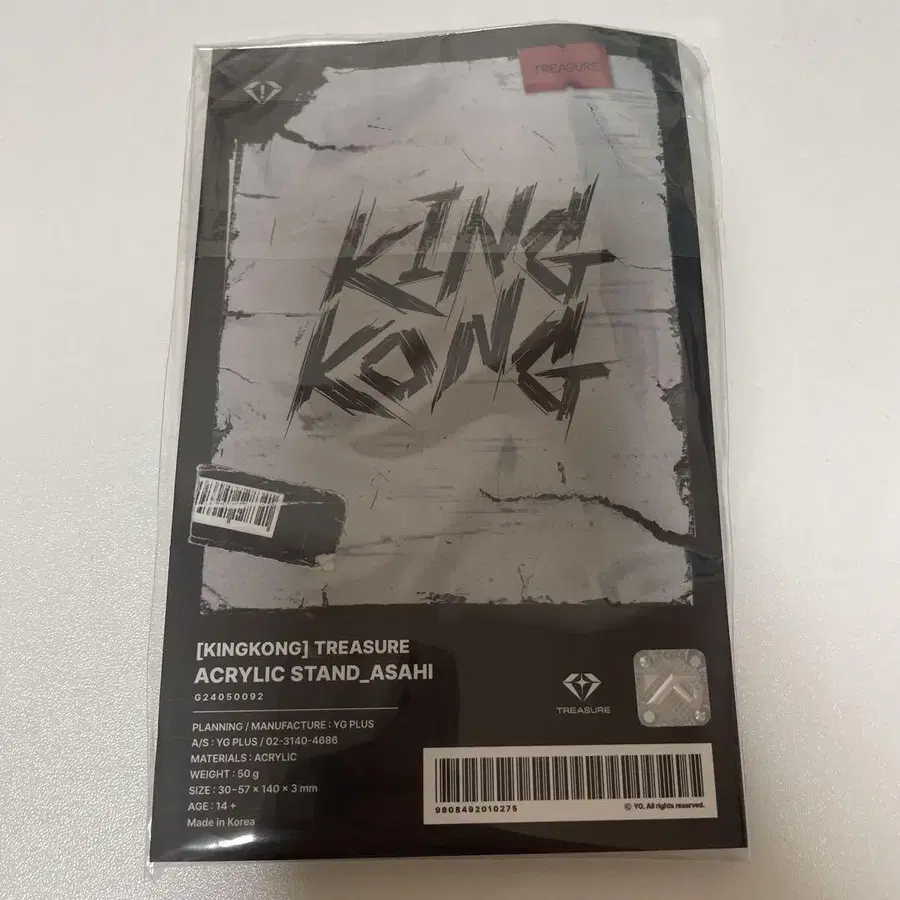 TREASURE
KING
KONG
[KINGKONG] TREASURE
ACRYLIC STAND_ASAHI
G24050092
PLANNING / MANUFACTURE : YG PLUS
A/S : YG PLUS / 02-3140-4686
MATERIALS : ACRYLIC
WEIGHT : 50 g
SIZE : 30~57 × 140 × 3 mm
AGE : 14 +
Made in Korea
TREASURE
9808492010275
© YG. All rights reserved.